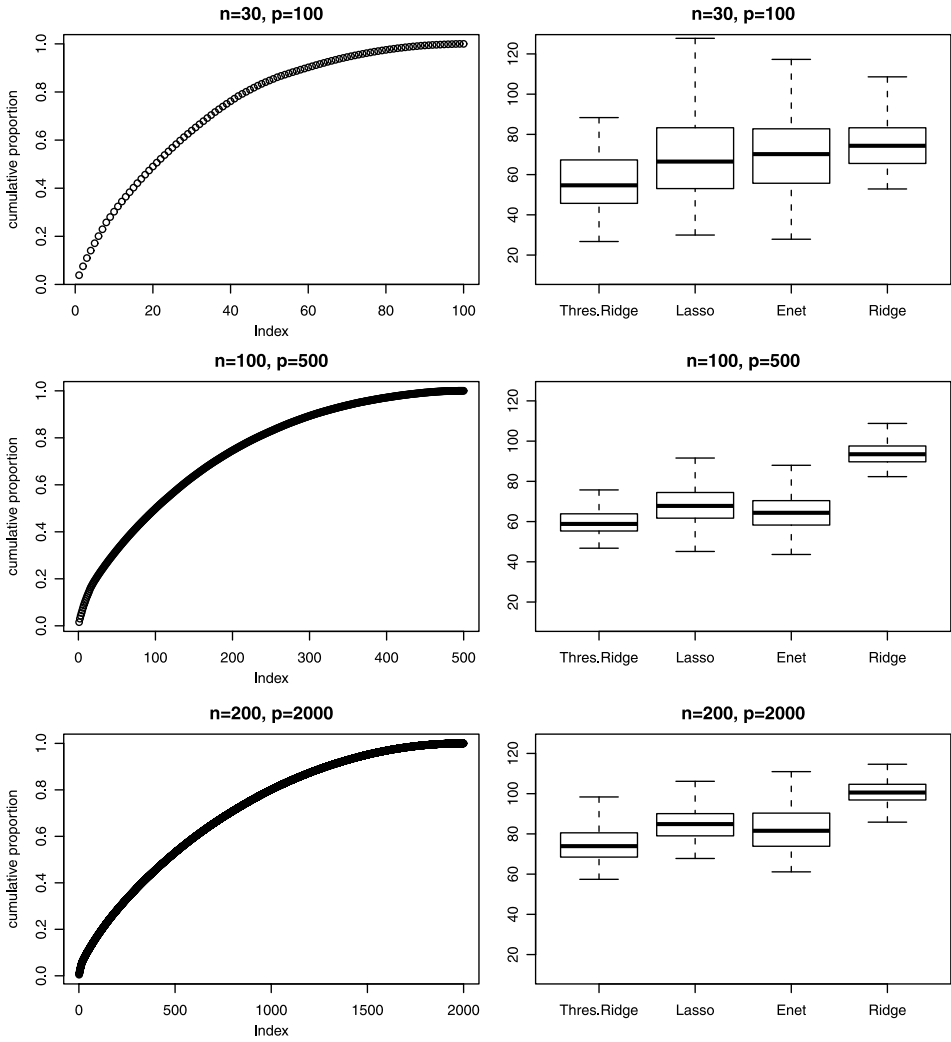 n=30, p=100
cumulative proportion
0.0 0.2 0.4 0.6 0.8 1.0
0 20 40 60 80 100
Index
n=30, p=100
20 40 60 80 100 120
Thres.Ridge Lasso Enet Ridge
n=100, p=500
cumulative proportion
0.0 0.2 0.4 0.6 0.8 1.0
0 100 200 300 400 500
Index
n=100, p=500
20 40 60 80 100 120
Thres.Ridge Lasso Enet Ridge
n=200, p=2000
cumulative proportion
0.0 0.2 0.4 0.6 0.8 1.0
0 500 1000 1500 2000
Index
n=200, p=2000
20 40 60 80 100 120
Thres.Ridge Lasso Enet Ridge